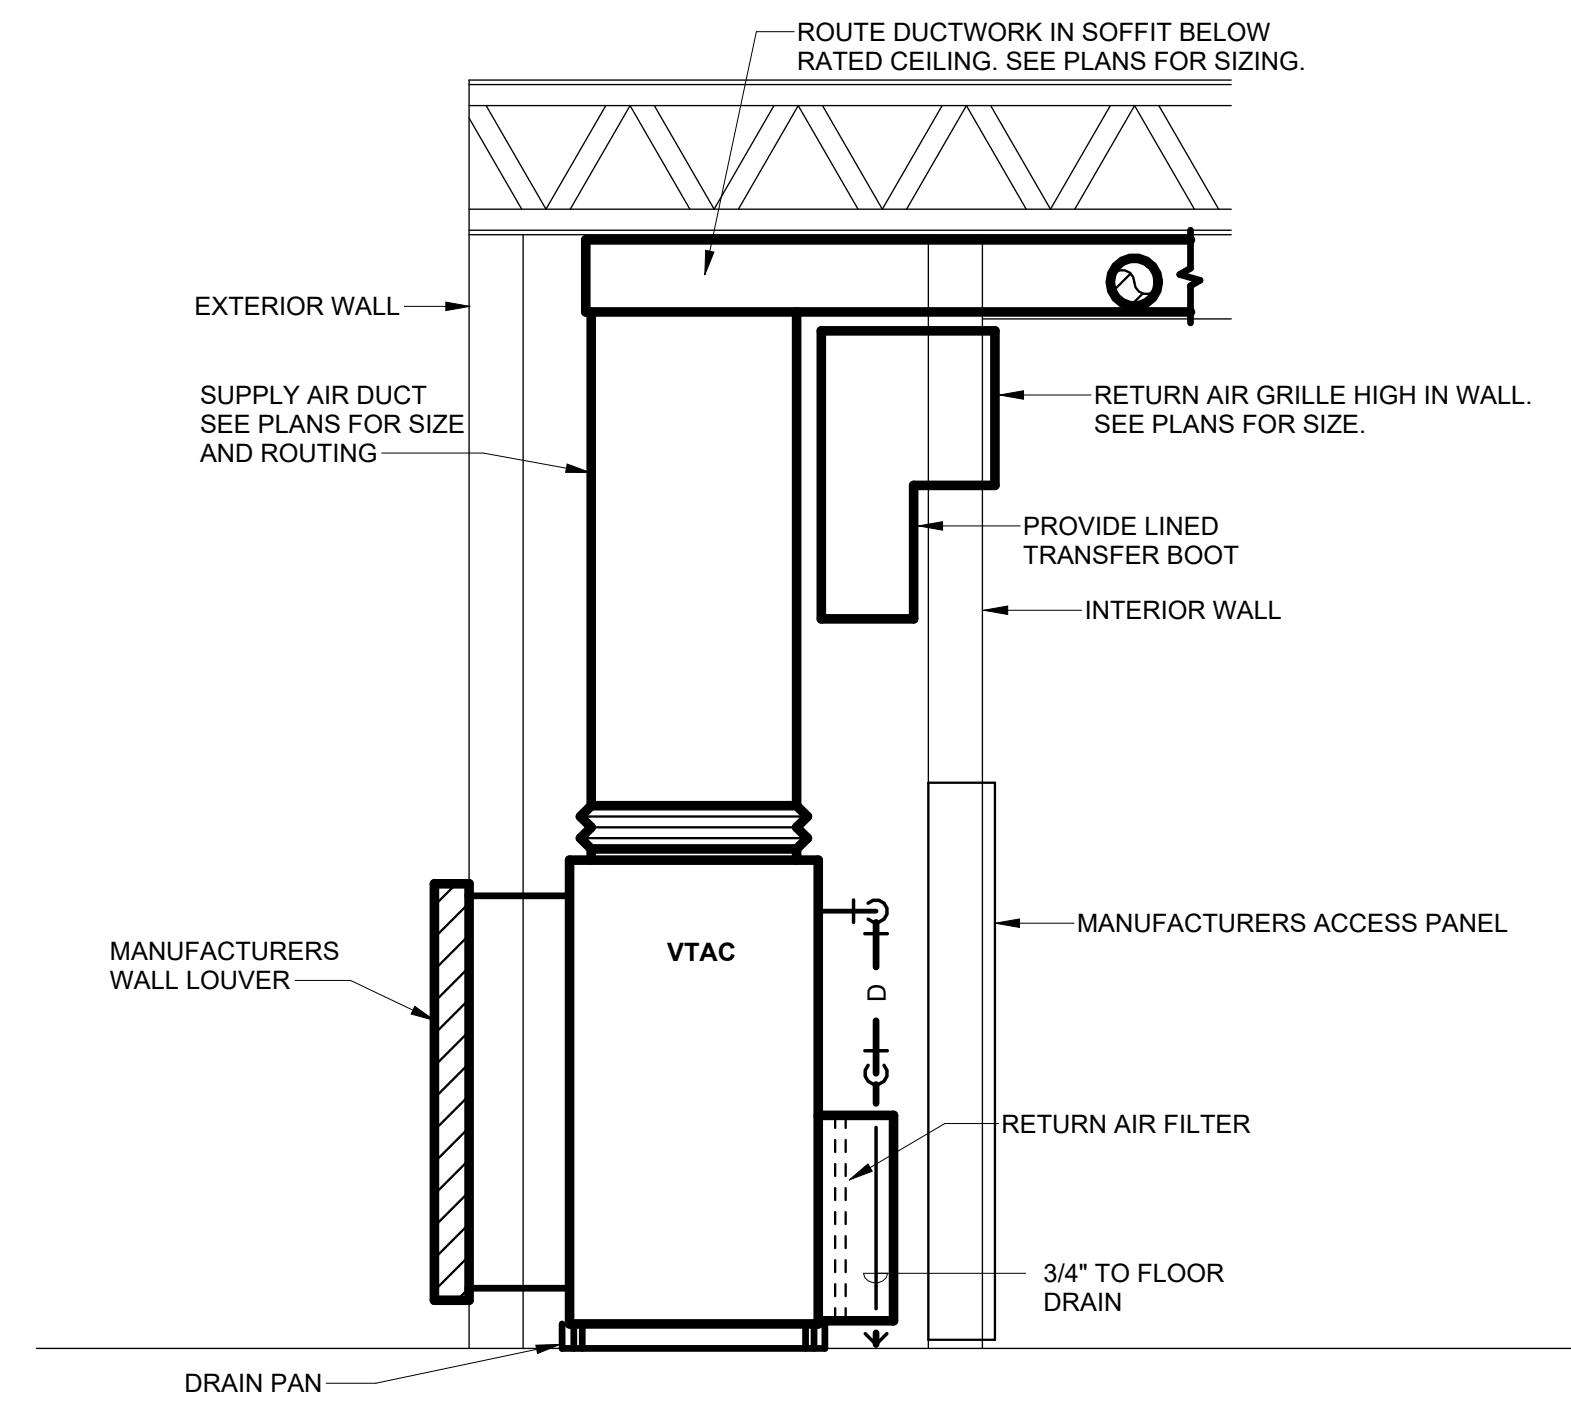 ROUTE DUCTWORK IN SOFFIT BELOW
RATED CEILING. SEE PLANS FOR SIZING.
EXTERIOR WALL
SUPPLY AIR DUCT
SEE PLANS FOR SIZE
AND ROUTING
RETURN AIR GRILLE HIGH IN WALL.
SEE PLANS FOR SIZE.
PROVIDE LINED
TRANSFER BOOT
INTERIOR WALL
MANUFACTURERS
WALL LOUVER
VTAC
D
MANUFACTURERS ACCESS PANEL
RETURN AIR FILTER
3/4" TO FLOOR
DRAIN
DRAIN PAN